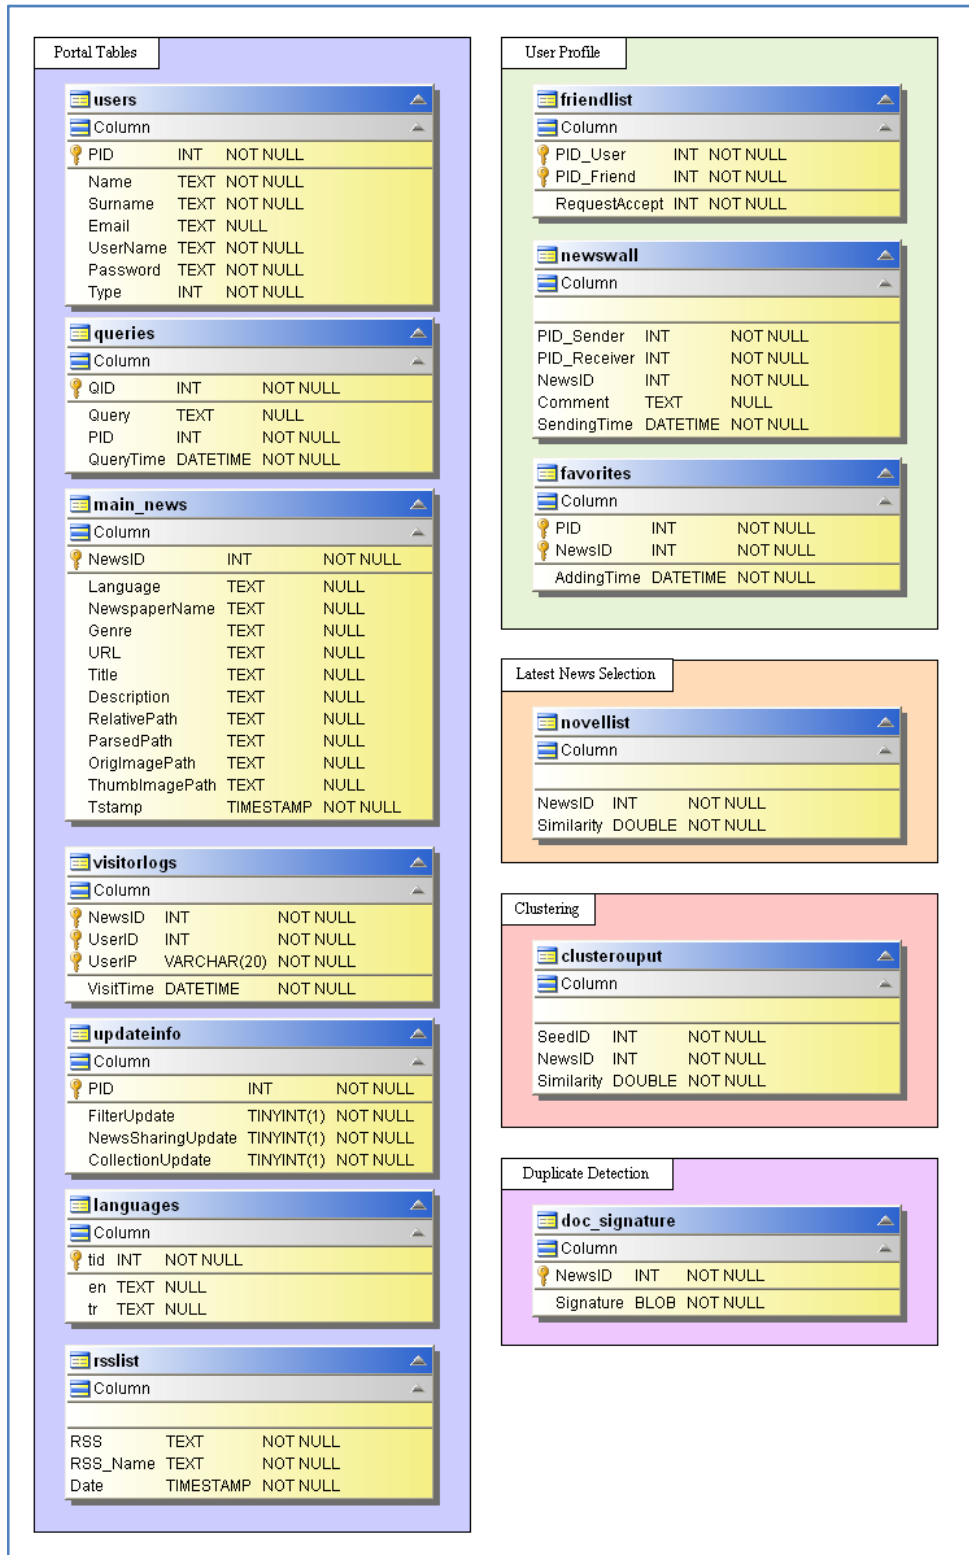 Portal Tables
users
Column
PID INT NOT NULL
Name TEXT NOT NULL
Surname TEXT NOT NULL
Email TEXT NULL
UserName TEXT NOT NULL
Password TEXT NOT NULL
Type INT NOT NULL
queries
Column
QID INT NOT NULL
Query TEXT NULL
PID INT NOT NULL
QueryTime DATETIME NOT NULL
main_news
Column
NewsID INT NOT NULL
Language TEXT NULL
NewspaperName TEXT NULL
Genre TEXT NULL
URL TEXT NULL
Title TEXT NULL
Description TEXT NULL
RelativePath TEXT NULL
ParsedPath TEXT NULL
OrigImagePath TEXT NULL
ThumbImagePath TEXT NULL
Tstamp TIMESTAMP NOT NULL
visitorlogs
Column
NewsID INT NOT NULL
UserID INT NOT NULL
UserIP VARCHAR(20) NOT NULL
VisitTime DATETIME NOT NULL
updateinfo
Column
PID INT NOT NULL
FilterUpdate TINYINT(1) NOT NULL
NewsSharingUpdate TINYINT(1) NOT NULL
CollectionUpdate TINYINT(1) NOT NULL
languages
Column
tid INT NOT NULL
en TEXT NULL
tr TEXT NULL
rsslist
Column
RSS TEXT NOT NULL
RSS_Name TEXT NOT NULL
Date TIMESTAMP NOT NULL
User Profile
friendlist
Column
PID_User INT NOT NULL
PID_Friend INT NOT NULL
RequestAccept INT NOT NULL
newswall
Column
PID_Sender INT NOT NULL
PID_Receiver INT NOT NULL
NewsID INT NOT NULL
Comment TEXT NULL
SendingTime DATETIME NOT NULL
favorites
Column
PID INT NOT NULL
NewsID INT NOT NULL
AddingTime DATETIME NOT NULL
Latest News Selection
novellist
Column
NewsID INT NOT NULL
Similarity DOUBLE NOT NULL
Clustering
clusterouput
Column
SeedID INT NOT NULL
NewsID INT NOT NULL
Similarity DOUBLE NOT NULL
Duplicate Detection
doc_signature
Column
NewsID INT NOT NULL
Signature BLOB NOT NULL